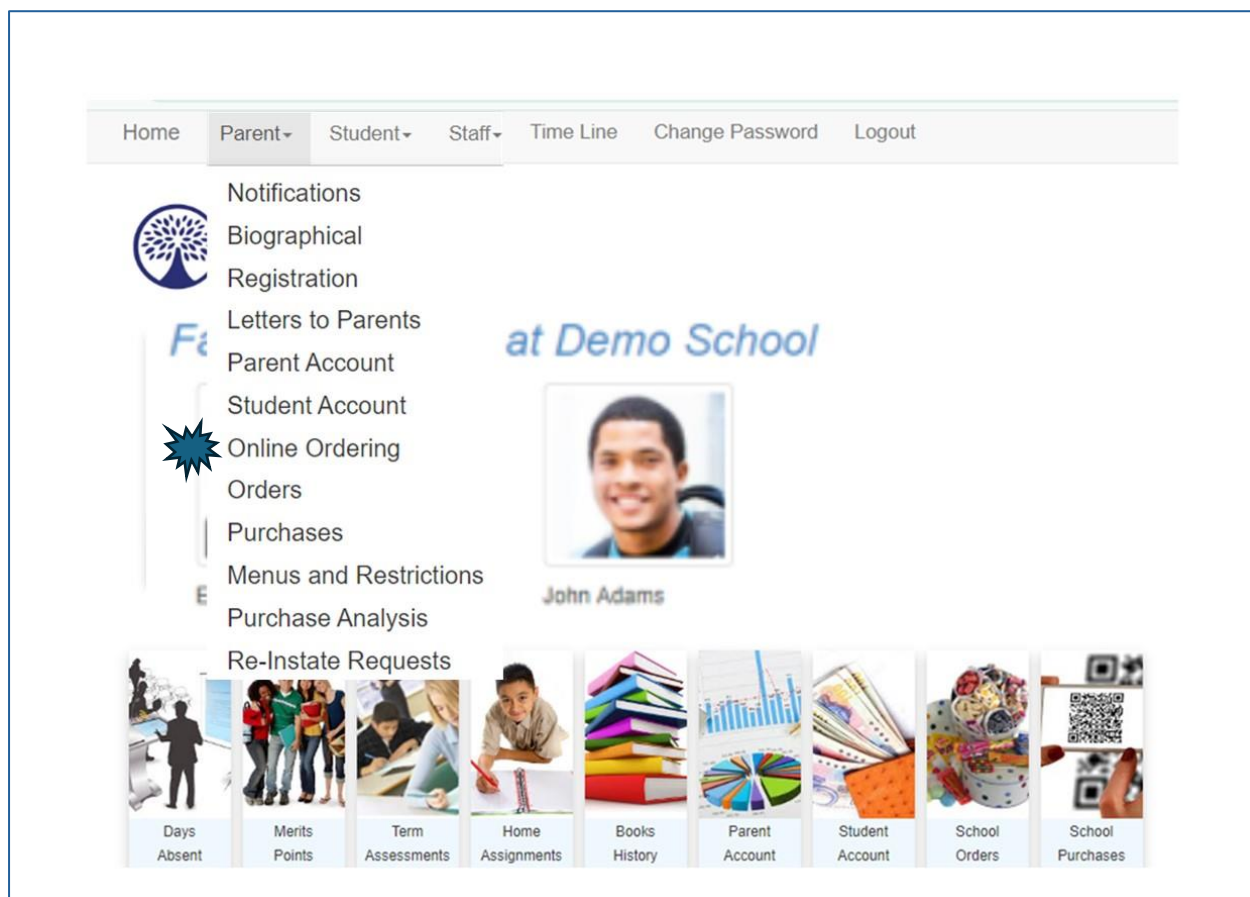 Home Parent Student Staff Time Line Change Password Logout
Notifications
Biographical
Registration
Letters to Parents
at Demo School
Parent Account
Student Account
Online Ordering
Orders
Purchases
Menus and Restrictions
John Adams
Purchase Analysis
Re-Instate Requests
Days Absent
Merits Points
Term Assessments
Home Assignments
Books History
Parent Account
Student Account
School Orders
School Purchases